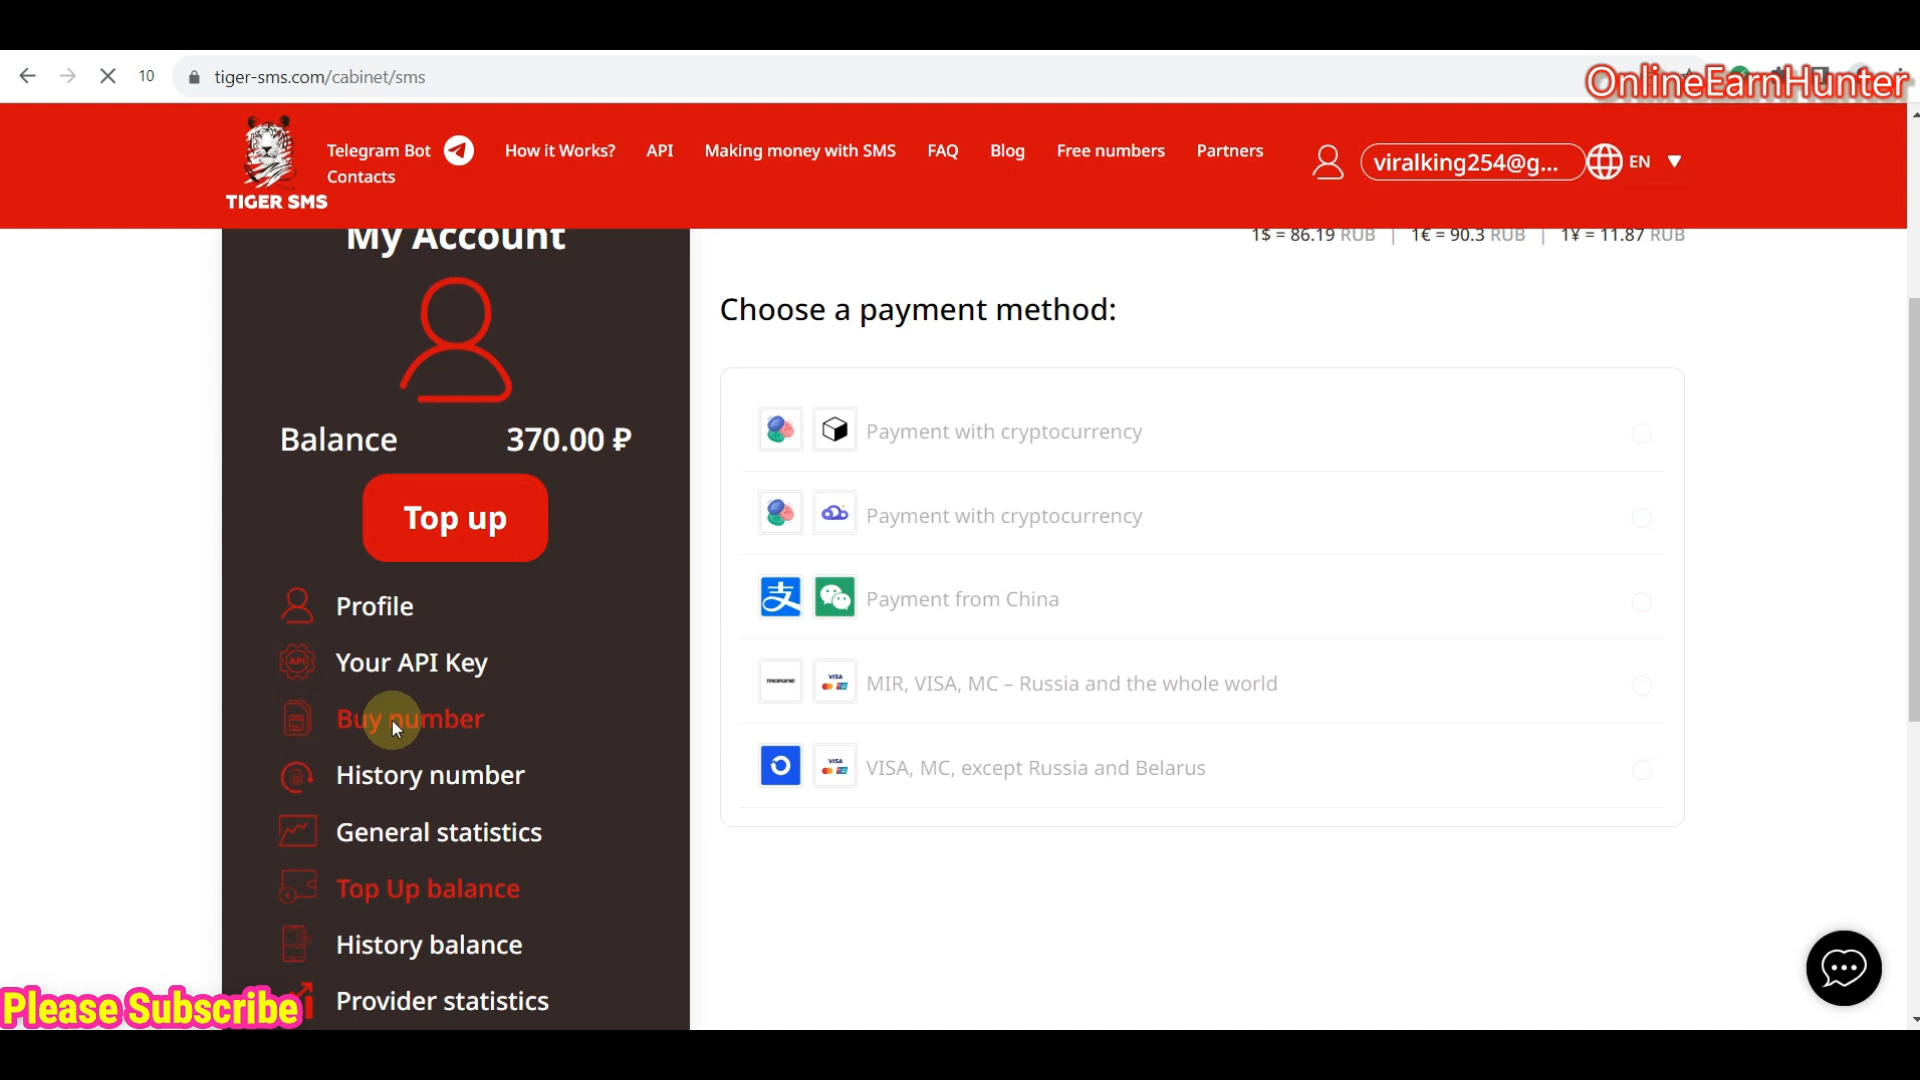 10 tiger-sms.com/cabinet/sms
OnlineEarnHunter
TIGER SMS
Telegram Bot How it Works? API Making money with SMS FAQ Blog Free numbers Partners
Contacts
viralking254@g... EN
My Account
1$ = 86.19 RUB | 1€ = 90.3 RUB | 1¥ = 11.87 RUB
Balance 370.00 ₽
Top up
Profile
Your API Key
Buy number
History number
General statistics
Top Up balance
History balance
Provider statistics
Choose a payment method:
Payment with cryptocurrency
Payment with cryptocurrency
支 Payment from China
VISA MIR, VISA, MC – Russia and the whole world
VISA VISA, MC, except Russia and Belarus
Please Subscribe